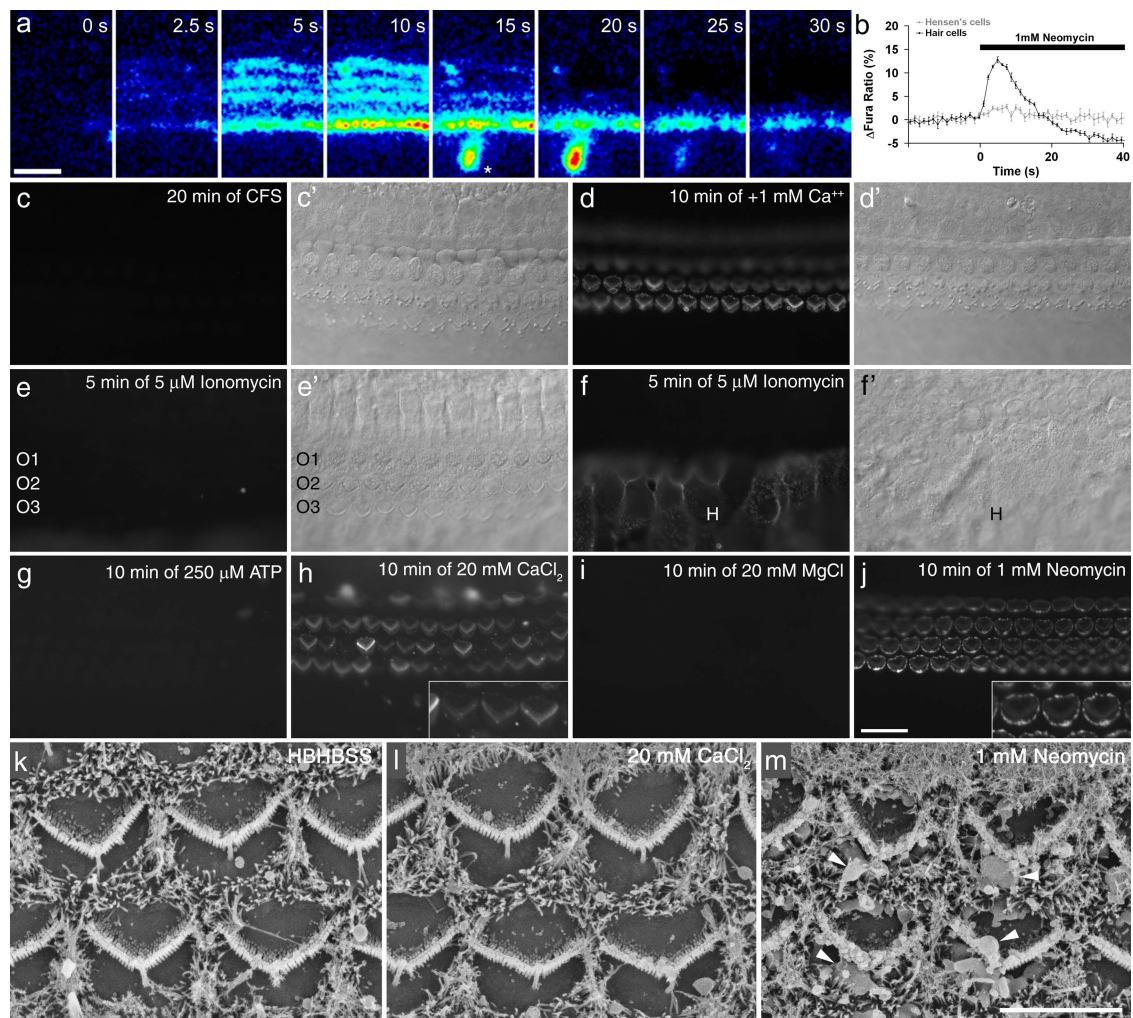 a
0 s
2.5 s
5 s
10 s
15 s
20 s
25 s
30 s
*
b
Hensen's cells
Hair cells
1mM Neomycin
ΔFura Ratio (%)
20
15
10
5
0
-5
0
20
40
Time (s)
c
20 min of CFS
c'
d
10 min of +1 mM Ca⁺⁺
d'
e
5 min of 5 μM Ionomycin
O1
O2
O3
e'
O1
O2
O3
f
5 min of 5 μM Ionomycin
H
f'
H
g
10 min of 250 μM ATP
h
10 min of 20 mM CaCl₂
i
10 min of 20 mM MgCl
j
10 min of 1 mM Neomycin
k
HBHBSS
l
20 mM CaCl₂
m
1 mM Neomycin